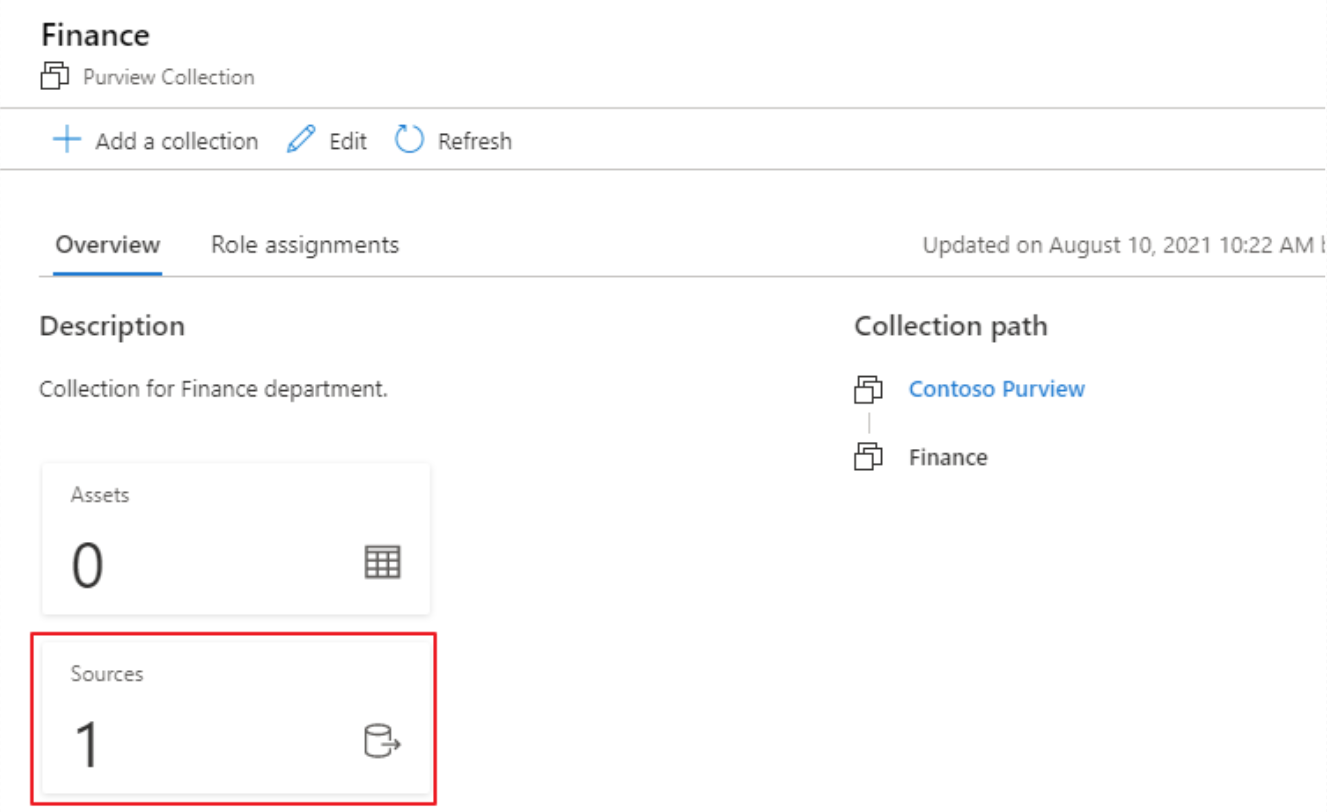 Finance
Purview Collection
Add a collection Edit Refresh
Overview Role assignments Updated on August 10, 2021 10:22 AM
Description
Collection for Finance department.
Collection path
Contoso Purview
Finance
Assets
0
Sources
1